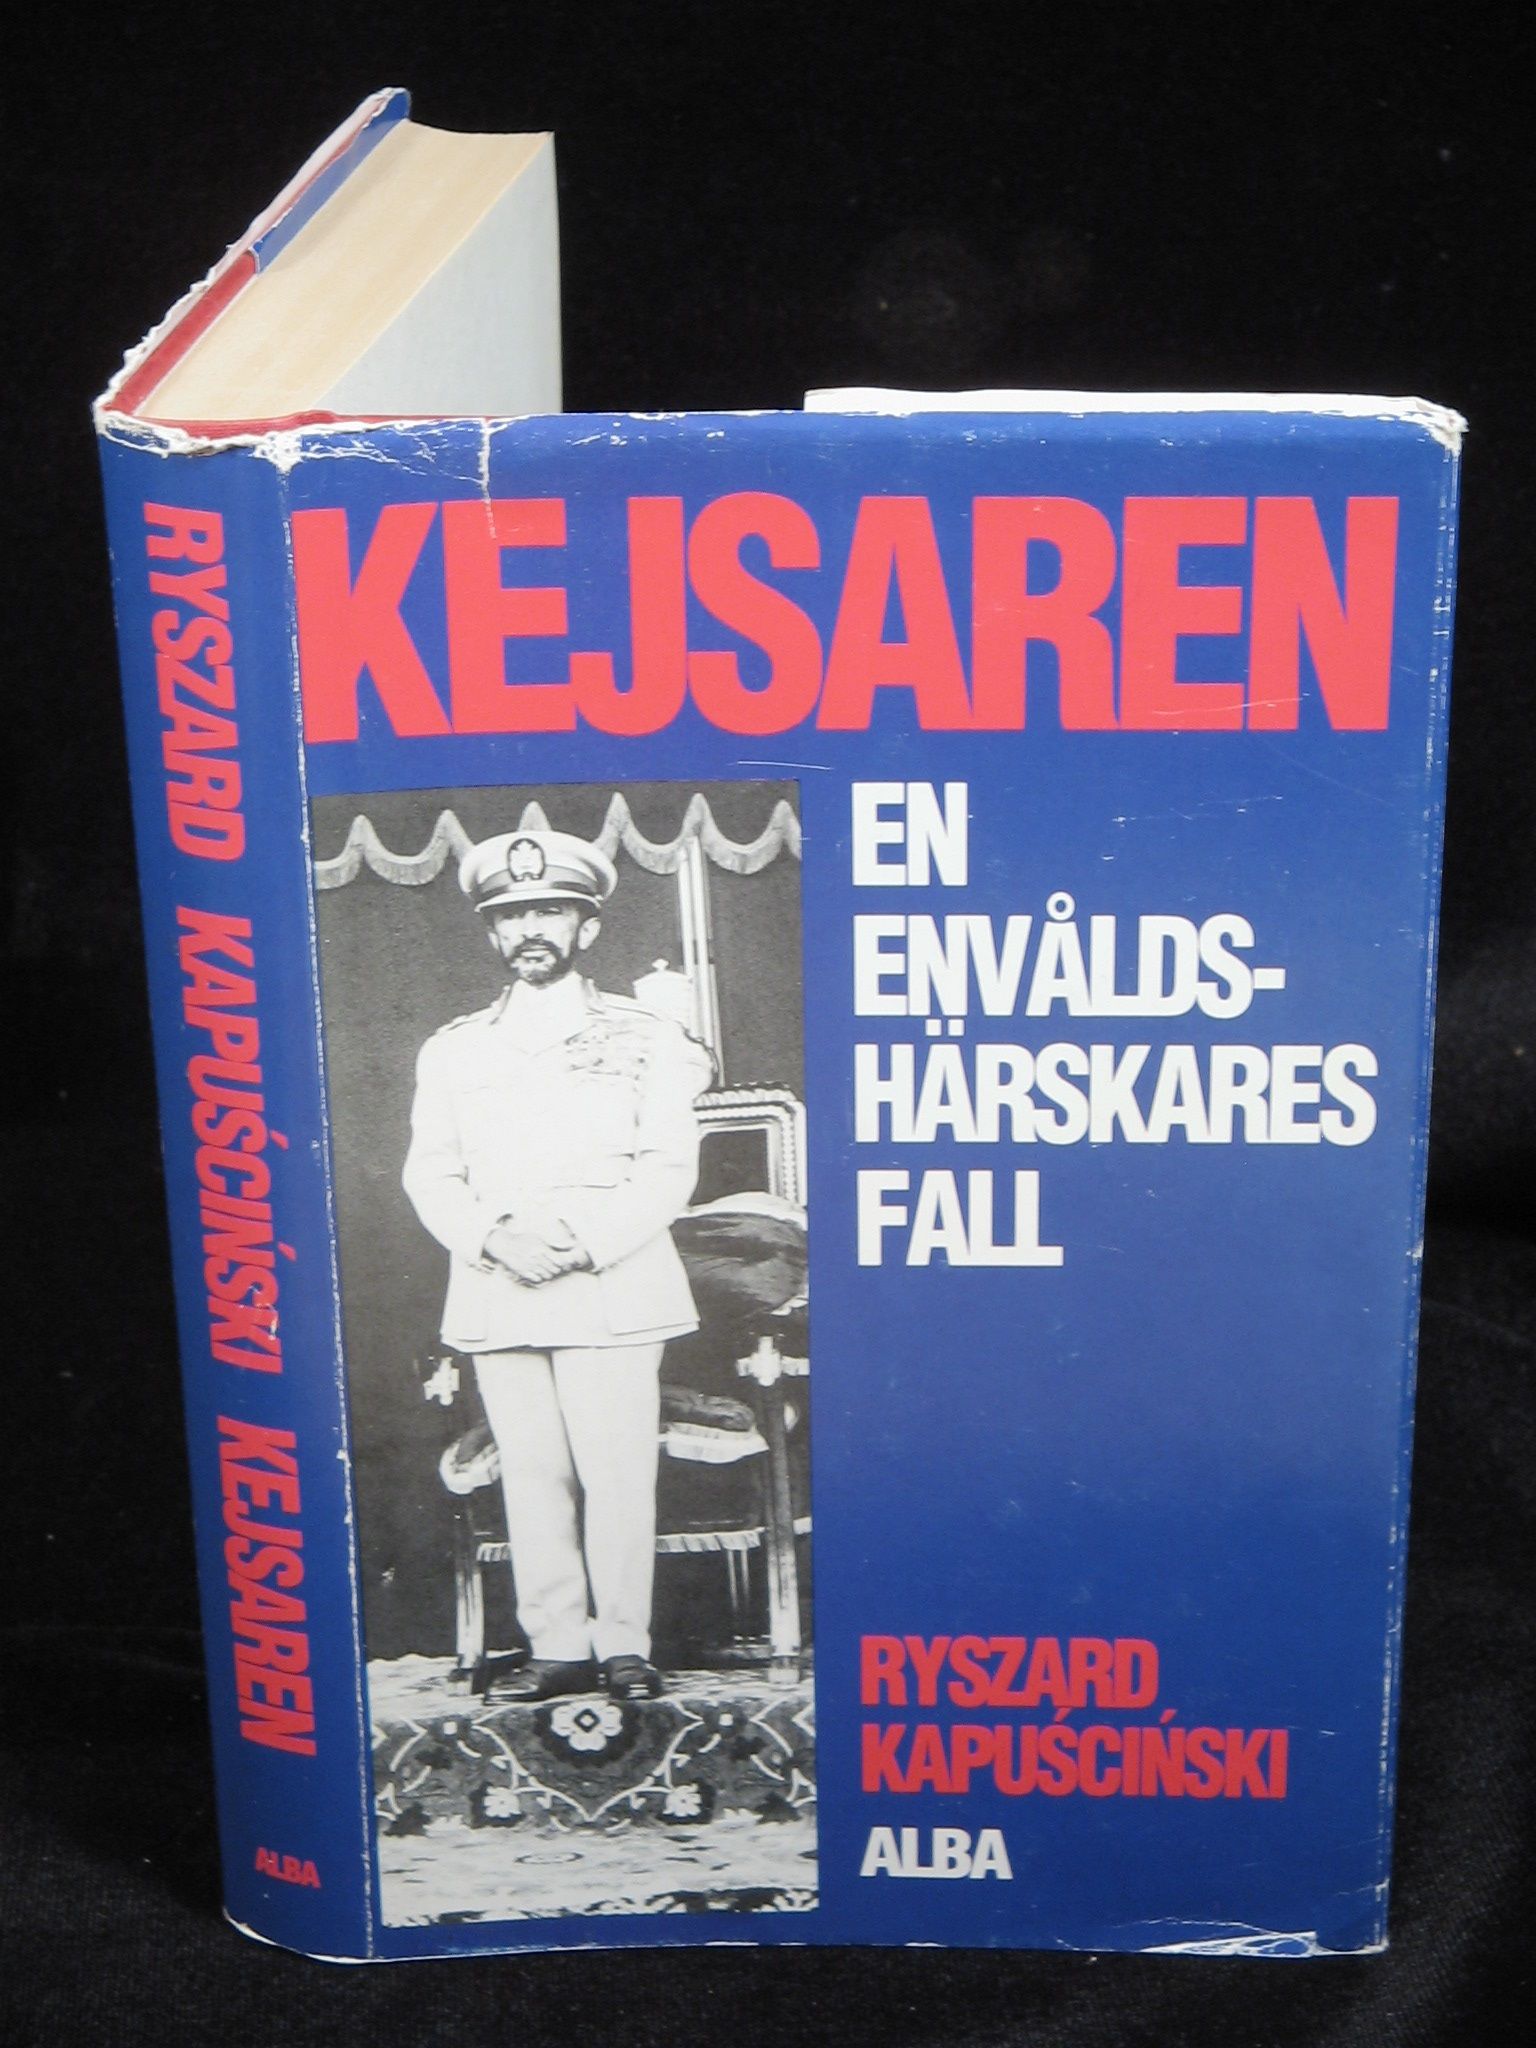 RYSZARD KAPUŚCIŃSKI KEJSAREN
ALBA
KEJSAREN
EN
ENVÅLDS-
HÄRSKARES
FALL
RYSZARD
KAPUŚCIŃSKI
ALBA